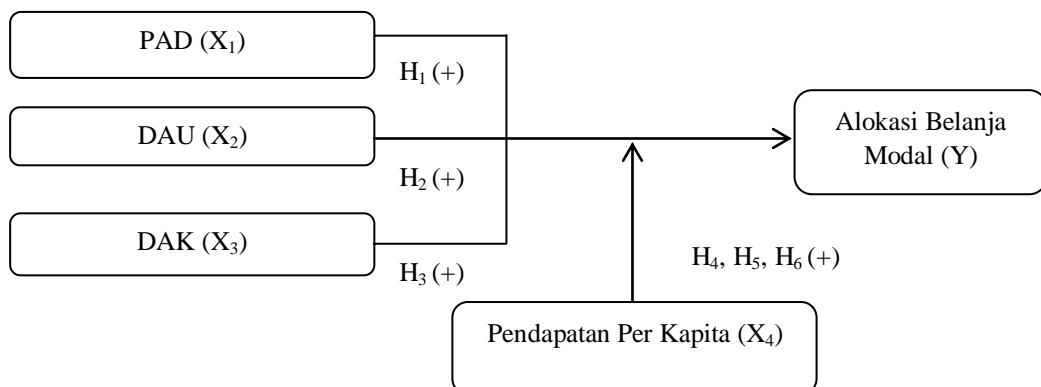 PAD (X₁)
H₁ (+)
DAU (X₂)
H₂ (+)
DAK (X₃)
H₃ (+)
Alokasi Belanja
Modal (Y)
H₄, H₅, H₆ (+)
Pendapatan Per Kapita (X₄)